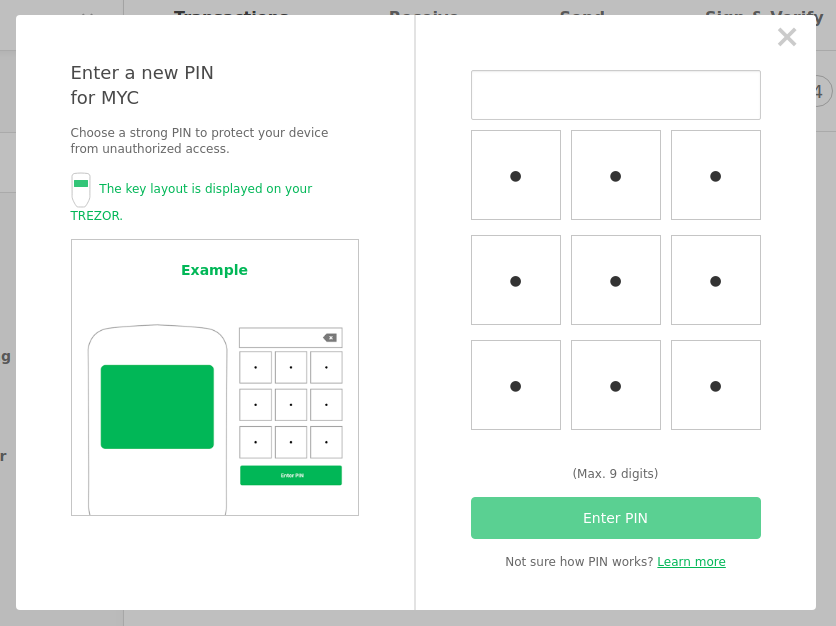 Transactions
Receive
Send
Sign & Verify
Enter a new PIN
for MYC
Choose a strong PIN to protect your device
from unauthorized access.
The key layout is displayed on your
TREZOR.
Example
Enter PIN
4
(Max. 9 digits)
Enter PIN
Not sure how PIN works? Learn more
g
r